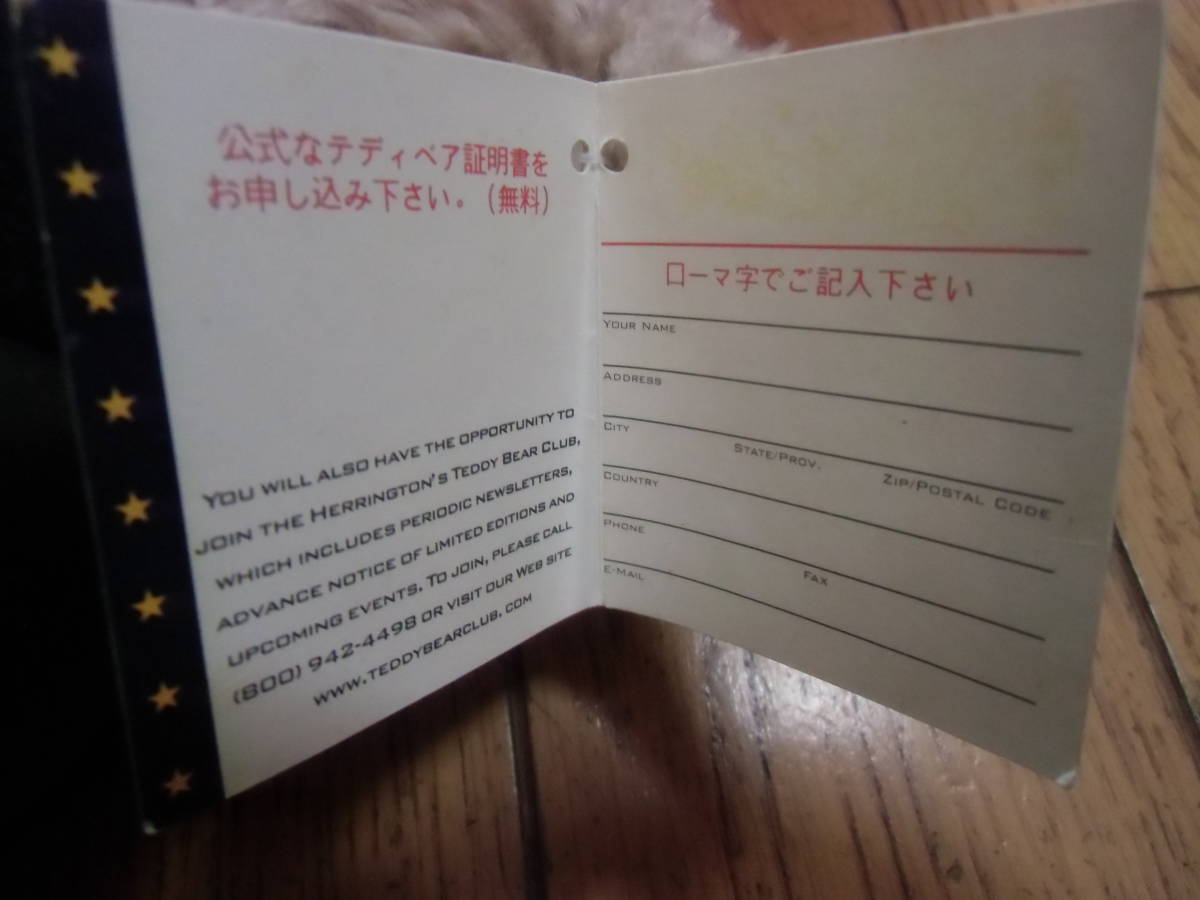 公式なテディベア証明書を
お申し込み下さい。(無料)
YOU WILL ALSO HAVE THE OPPORTUNITY TO
JOIN THE HERRINGTON'S TEDDY BEAR CLUB,
WHICH INCLUDES PERIODIC NEWSLETTERS,
ADVANCE NOTICE OF LIMITED EDITIONS AND
UPCOMING EVENTS. TO JOIN, PLEASE CALL
(800) 942-4498 OR VISIT OUR WEB SITE
WWW.TEDDYBEARCLUB.COM
ローマ字でご記入下さい
YOUR NAME
ADDRESS
CITY STATE/PROV. ZIP/POSTAL CODE
COUNTRY
PHONE FAX
E-MAIL